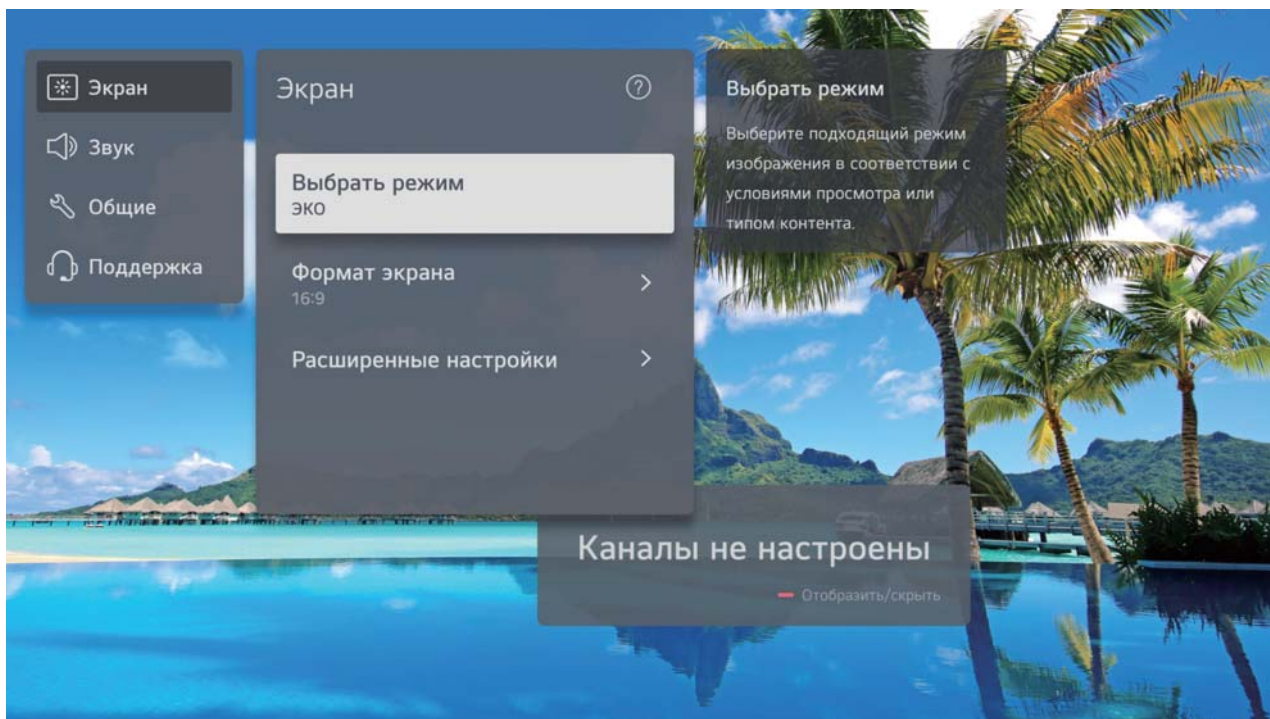 Экран
Звук
Общие
Поддержка
Экран
?
Выбрать режим
ЭКО
Формат экрана
16:9
Расширенные настройки
Выбрать режим
Выберите подходящий режим
изображения в соответствии с
условиями просмотра или
типом контента.
Каналы не настроены
Отобразить/скрыть